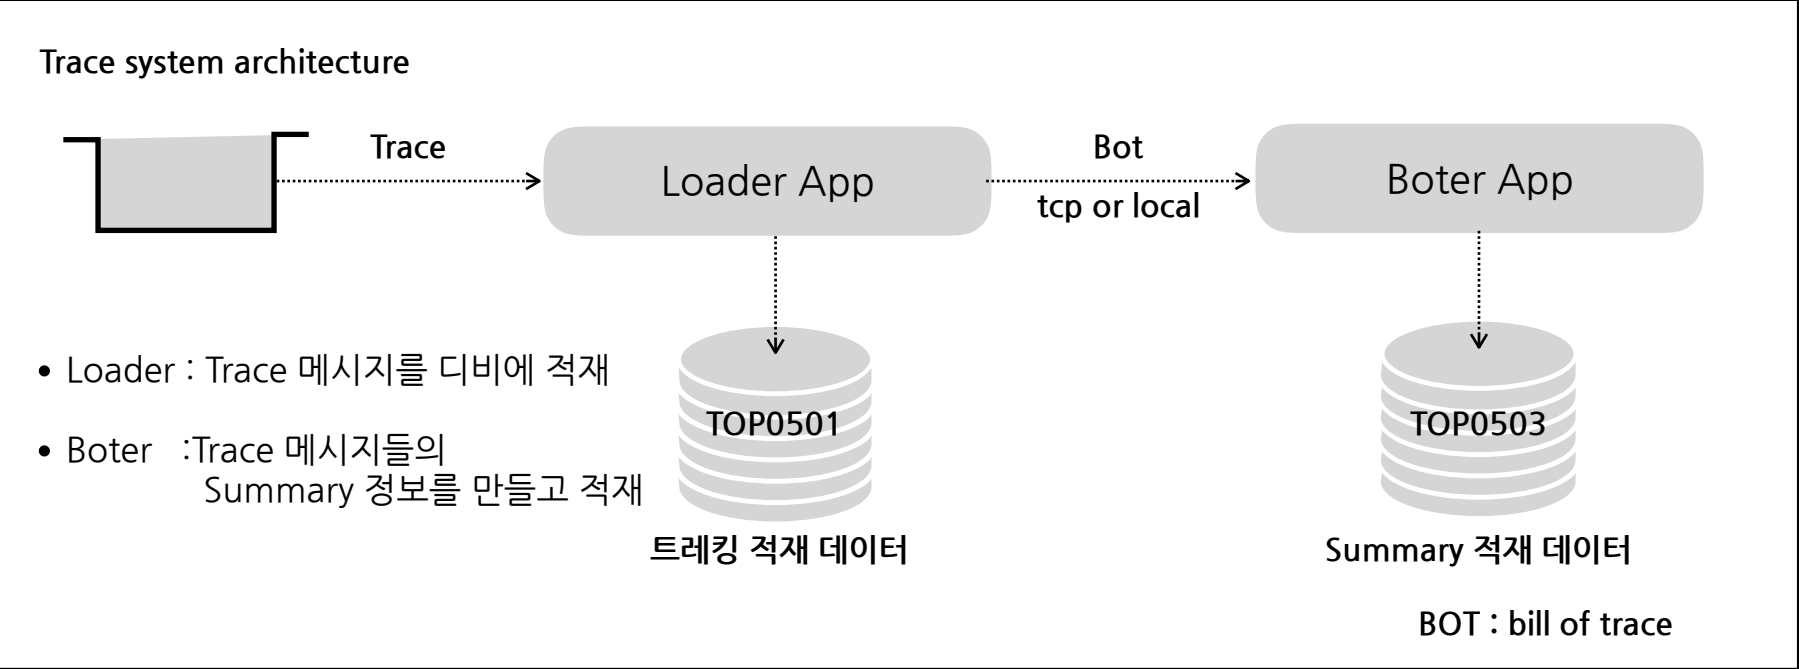 Trace system architecture
Trace
Loader App
Bot
tcp or local
Boter App
• Loader : Trace 메시지를 디비에 적재
• Boter :Trace 메시지들의
Summary 정보를 만들고 적재
TOP0501
트레킹 적재 데이터
TOP0503
Summary 적재 데이터
BOT : bill of trace